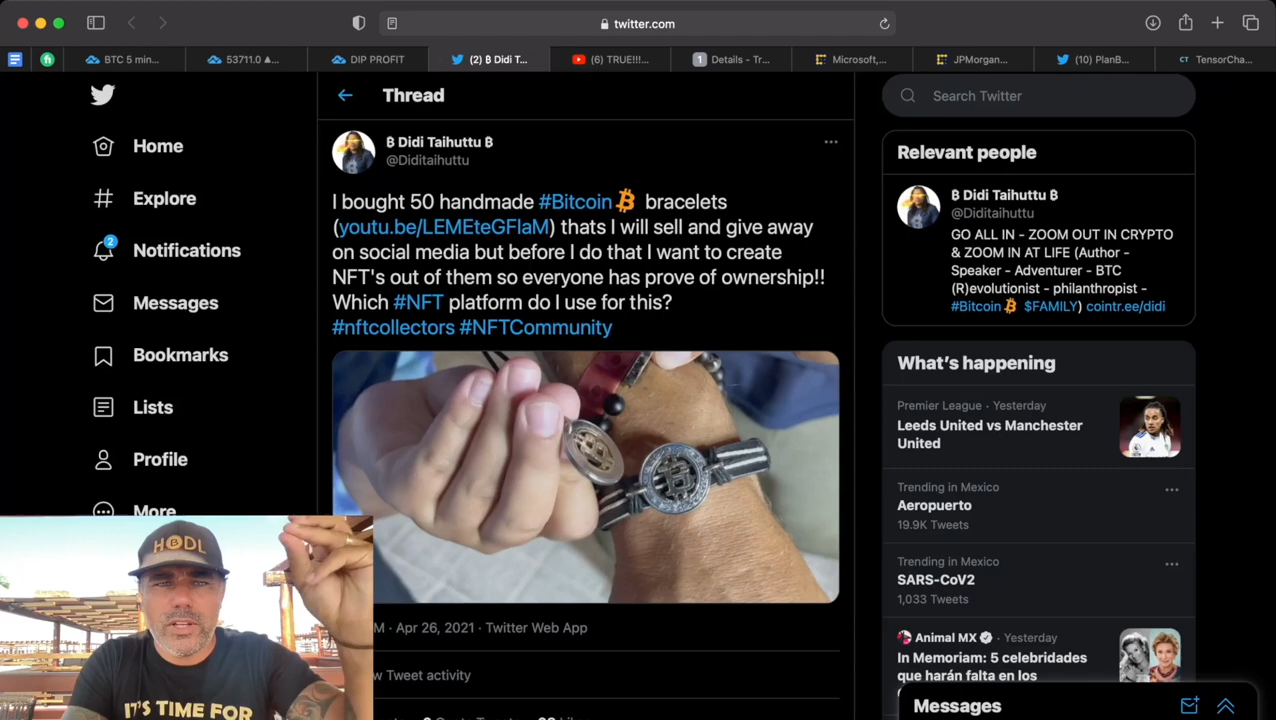 twitter.com
BTC 5 min...
53711.0 ▲...
DIP PROFIT
(2) ₿ Didi T...
(6) TRUE!!!...
1 Details - Tr...
Microsoft,...
JPMorgan...
(10) PlanB...
CT TensorCha...
Home
Explore
2
Notifications
Messages
Bookmarks
Lists
Profile
More
Thread
₿ Didi Taihuttu ₿
@Diditaihuttu
I bought 50 handmade #Bitcoin bracelets
(youtu.be/LEMEteGFlaM) thats I will sell and give away
on social media but before I do that I want to create
NFT's out of them so everyone has prove of ownership!!
Which #NFT platform do I use for this?
#nftcollectors #NFTCommunity
M · Apr 26, 2021 · Twitter Web App
w Tweet activity
Search Twitter
Relevant people
₿ Didi Taihuttu ₿
@Diditaihuttu
GO ALL IN - ZOOM OUT IN CRYPTO
& ZOOM IN AT LIFE (Author -
Speaker - Adventurer - BTC
(R)evolutionist - philanthropist -
#Bitcoin $FAMILY) cointr.ee/didi
What's happening
Premier League · Yesterday
Leeds United vs Manchester
United
Trending in Mexico
Aeropuerto
19.9K Tweets
Trending in Mexico
SARS-CoV2
1,033 Tweets
Animal MX · Yesterday
In Memoriam: 5 celebridades
que harán falta en los
Messages
HODL
IT'S TIME FOR